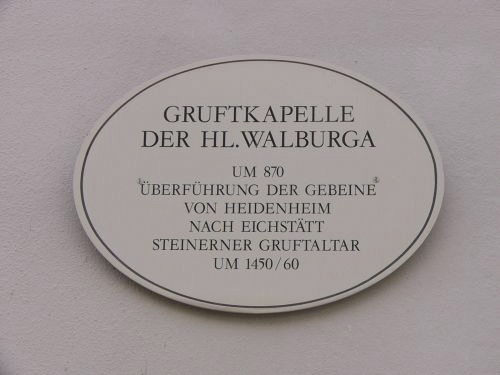 GRUFTKAPELLE
DER HL. WALBURGA
UM 870
ÜBERFÜHRUNG DER GEBEINE
VON HEIDENHEIM
NACH EICHSTÄTT
STEINERNER GRUFTALTAR
UM 1450/60